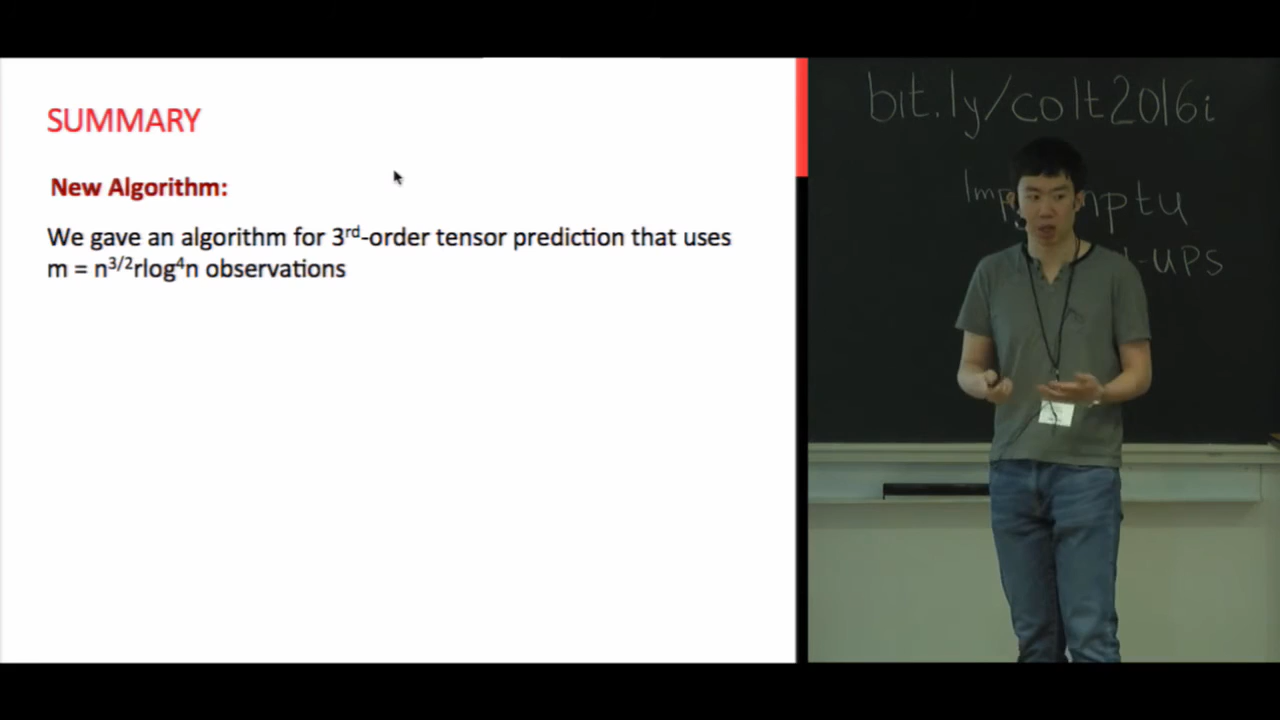 SUMMARY
New Algorithm:
We gave an algorithm for 3rd-order tensor prediction that uses
m = n3/2rlog4n observations
bit.ly/colt2016i